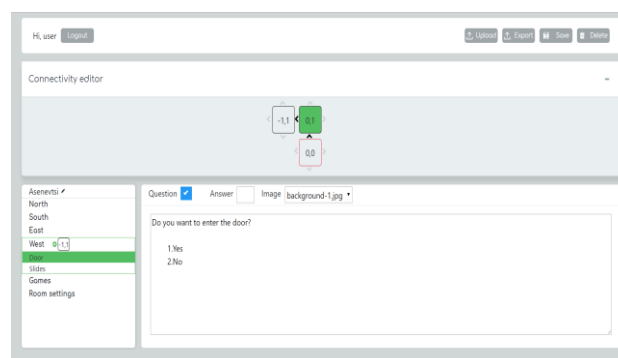 Hi, user Logout Upload Export Save Delete
Connectivity editor -
-1,1 0,1
0,0
Asenevtsi
North
South
East
West 0 -1,1
Door
Slides
Games
Room settings
Question Answer Image background-1.jpg
Do you want to enter the door?
1.Yes
2.No